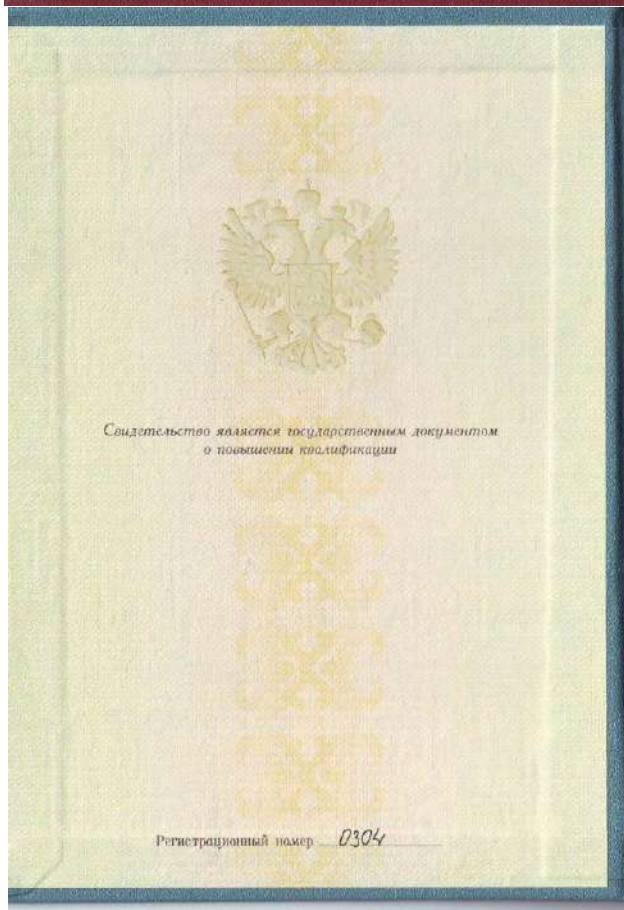 Свидетельство является государственным документом
о повышении квалификации
Регистрационный номер 0304